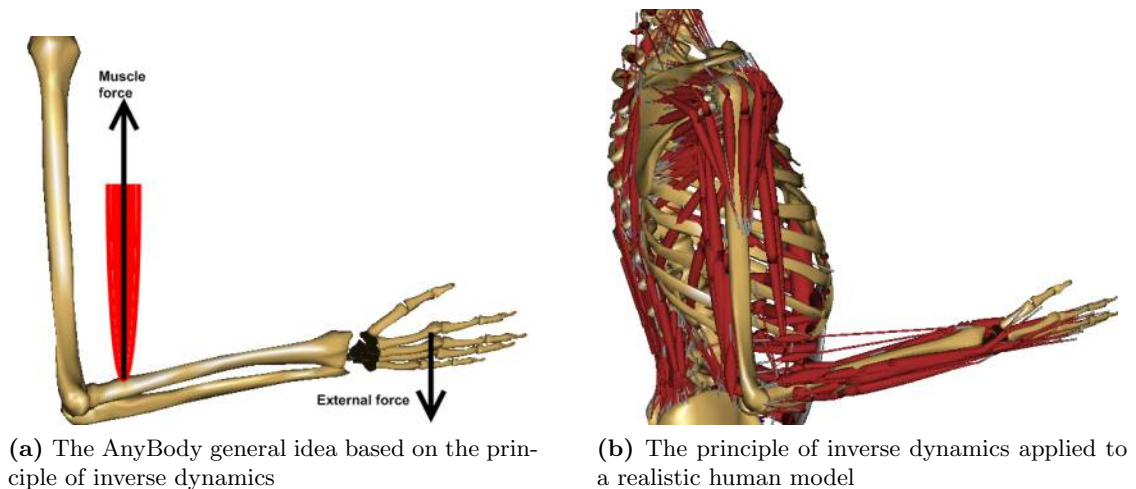 Muscle
force
External force
(a) The AnyBody general idea based on the prin-
ciple of inverse dynamics
(b) The principle of inverse dynamics applied to
a realistic human model